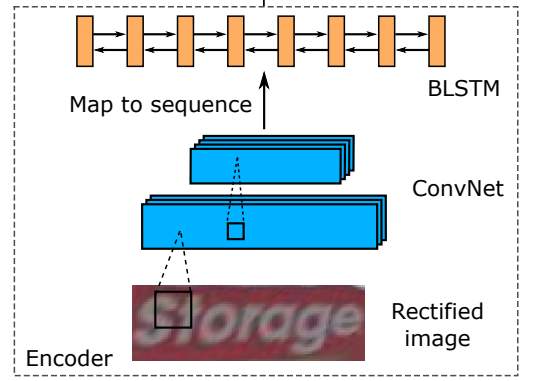 BLSTM
Map to sequence
ConvNet
Storage
Rectified
image
Encoder